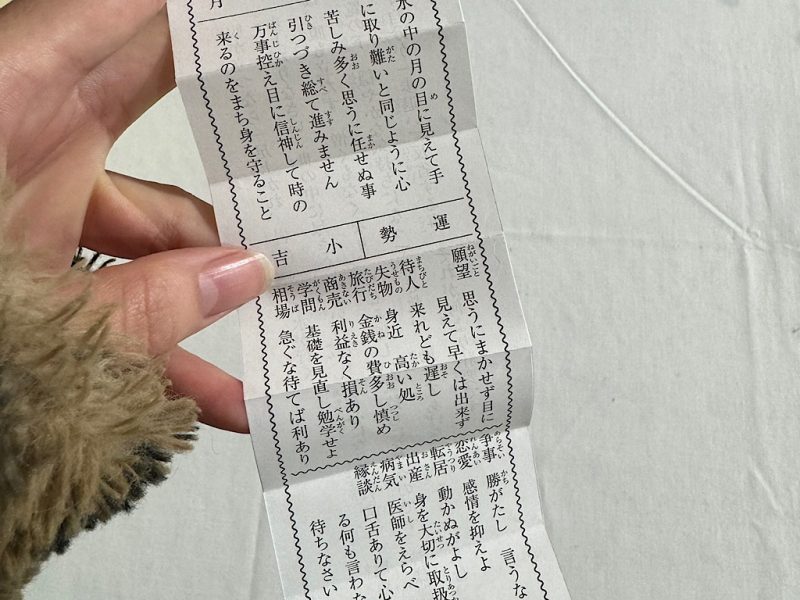 月
水の中の月の目に見えて手
に取り難いと同じように心
苦しみ多く思うに任せぬ事
引つづき総て進みません
万事控え目に信神して時の
来るのをまち身を守ること
運勢 小吉
願望 思うにまかせず目に
見えて早くは出来ず
待人 来れども遅し
失物 身近 高い処
旅行 金銭の費多し慎め
商売 利益なく損あり
学問 基礎を見直し勉学せよ
相場 急ぐな待てば利あり
争事 勝がたし 言うな
恋愛 感情を抑えよ
転居 動かぬがよし
出産 身を大切に取扱
病気 医師をえらべ
縁談 口舌ありて心
る何も言わな
待ちなさい